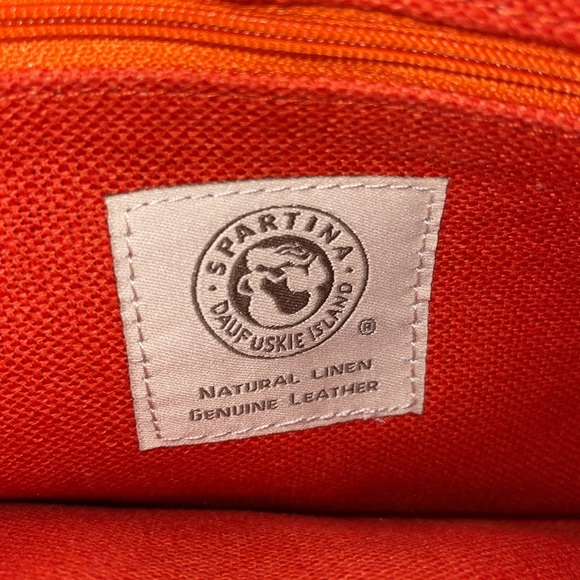 SPARTINA
DAUFUSKIE ISLAND
®
NATURAL LINEN
GENUINE LEATHER